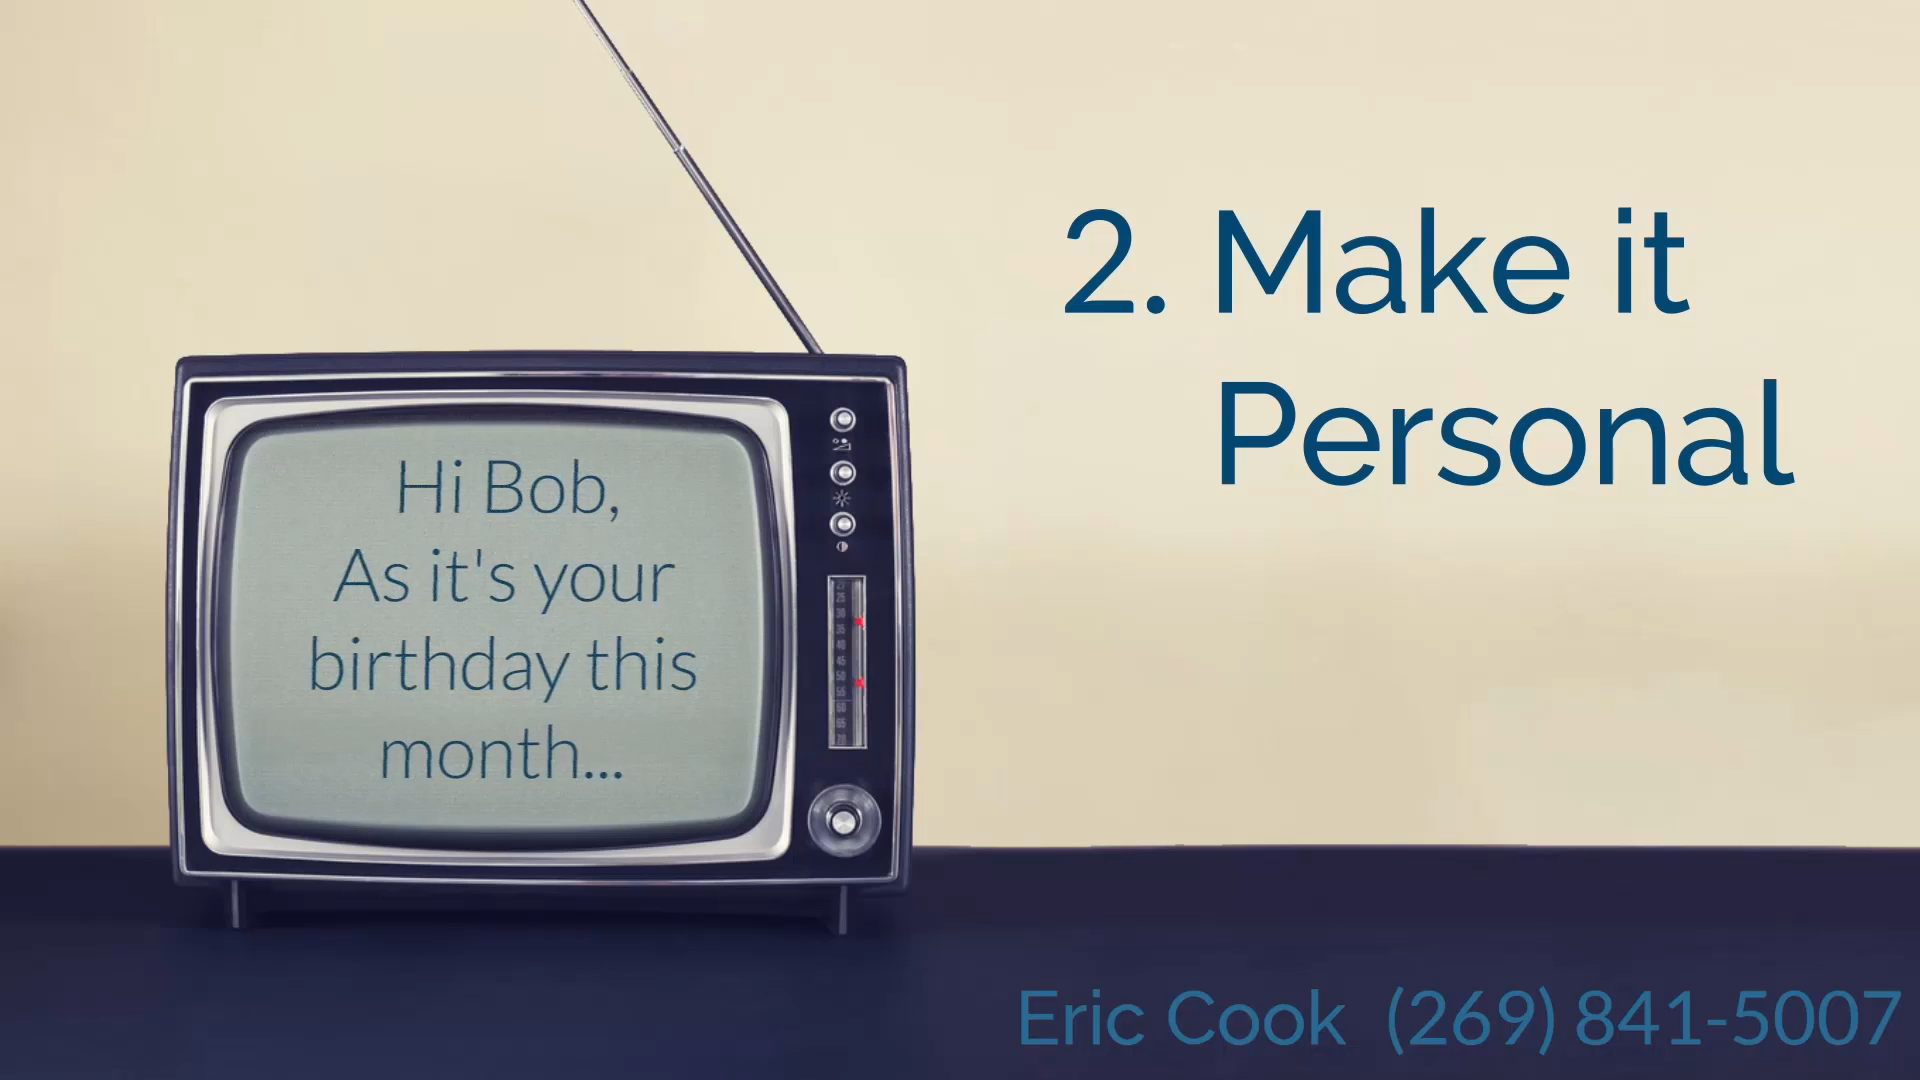 2. Make it
Personal
Hi Bob,
As it's your
birthday this
month...
Eric Cook (269) 841-5007